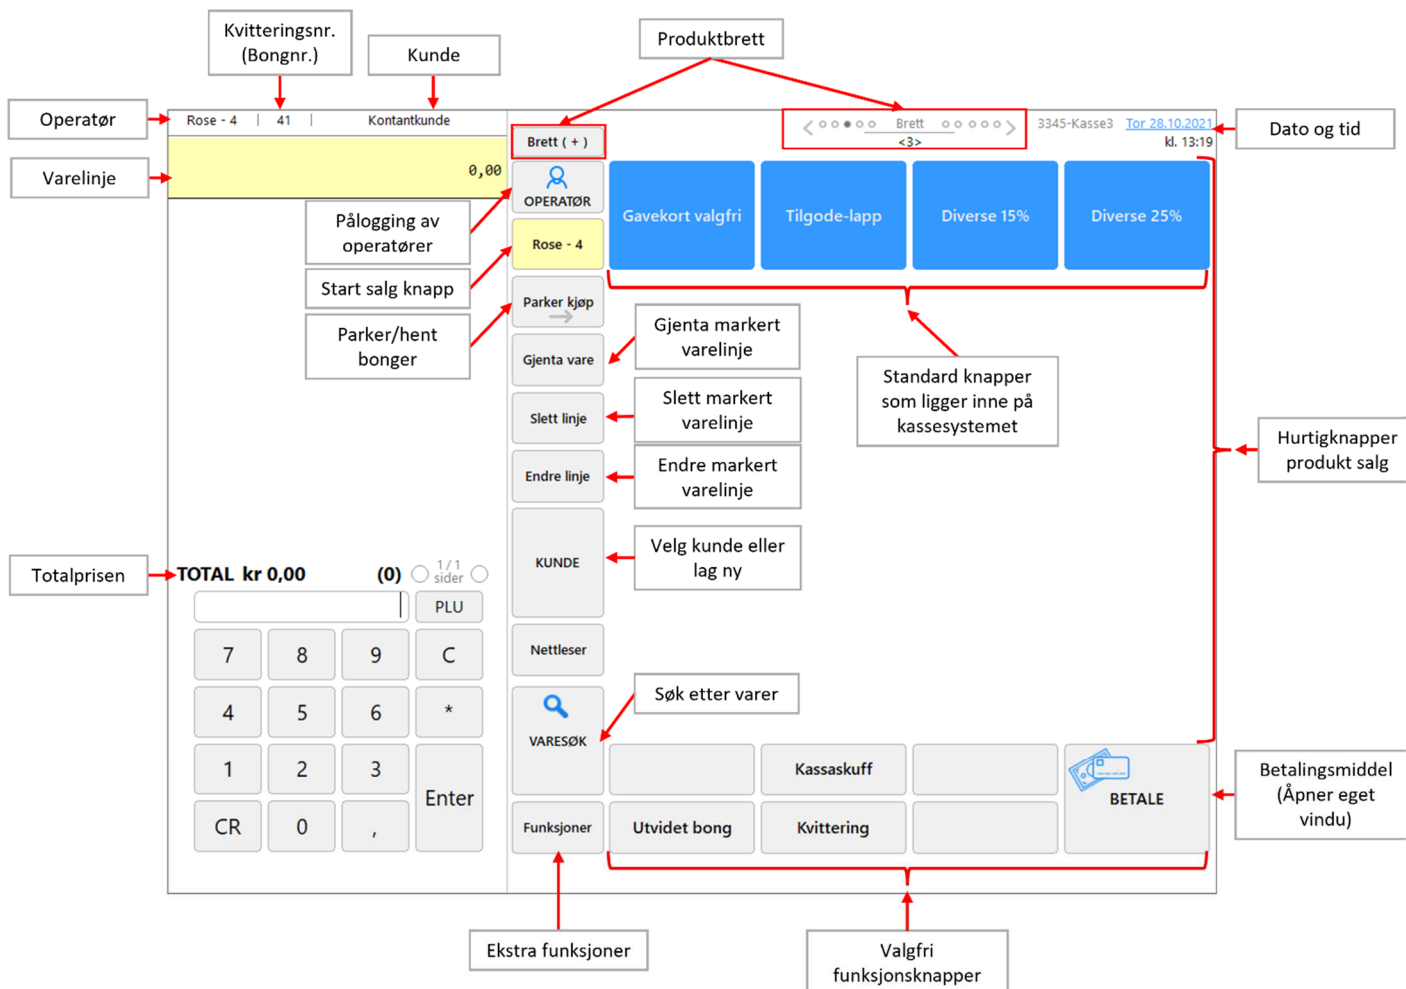 Kvitteringsnr.
(Bongnr.)
Kunde
Produktbrett
Operatør
Rose - 4 | 41 | Kontantkunde
Brett ( + )
Brett
<3>
3345-Kasse3 Tor 28.10.2021
kl. 13:19
Dato og tid
Varelinje
0,00
OPERATØR
Pålogging av
operatører
Gavekort valgfri
Tilgode-lapp
Diverse 15%
Diverse 25%
Rose - 4
Start salg knapp
Parker kjøp
Parker/hent
bonger
Gjenta vare
Gjenta markert
varelinje
Standard knapper
som ligger inne på
kassesystemet
Slett linje
Slett markert
varelinje
Hurtigknapper
produkt salg
Endre linje
Endre markert
varelinje
KUNDE
Velg kunde eller
lag ny
Totalprisen
TOTAL kr 0,00 (0) 1 / 1
sider
PLU
7 8 9 C
4 5 6 *
1 2 3
Enter
CR 0 ,
Nettleser
VARESØK
Søk etter varer
Kassaskuff
BETALE
Betalingsmiddel
(Åpner eget
vindu)
Funksjoner
Utvidet bong
Kvittering
Ekstra funksjoner
Valgfri
funksjonsknapper